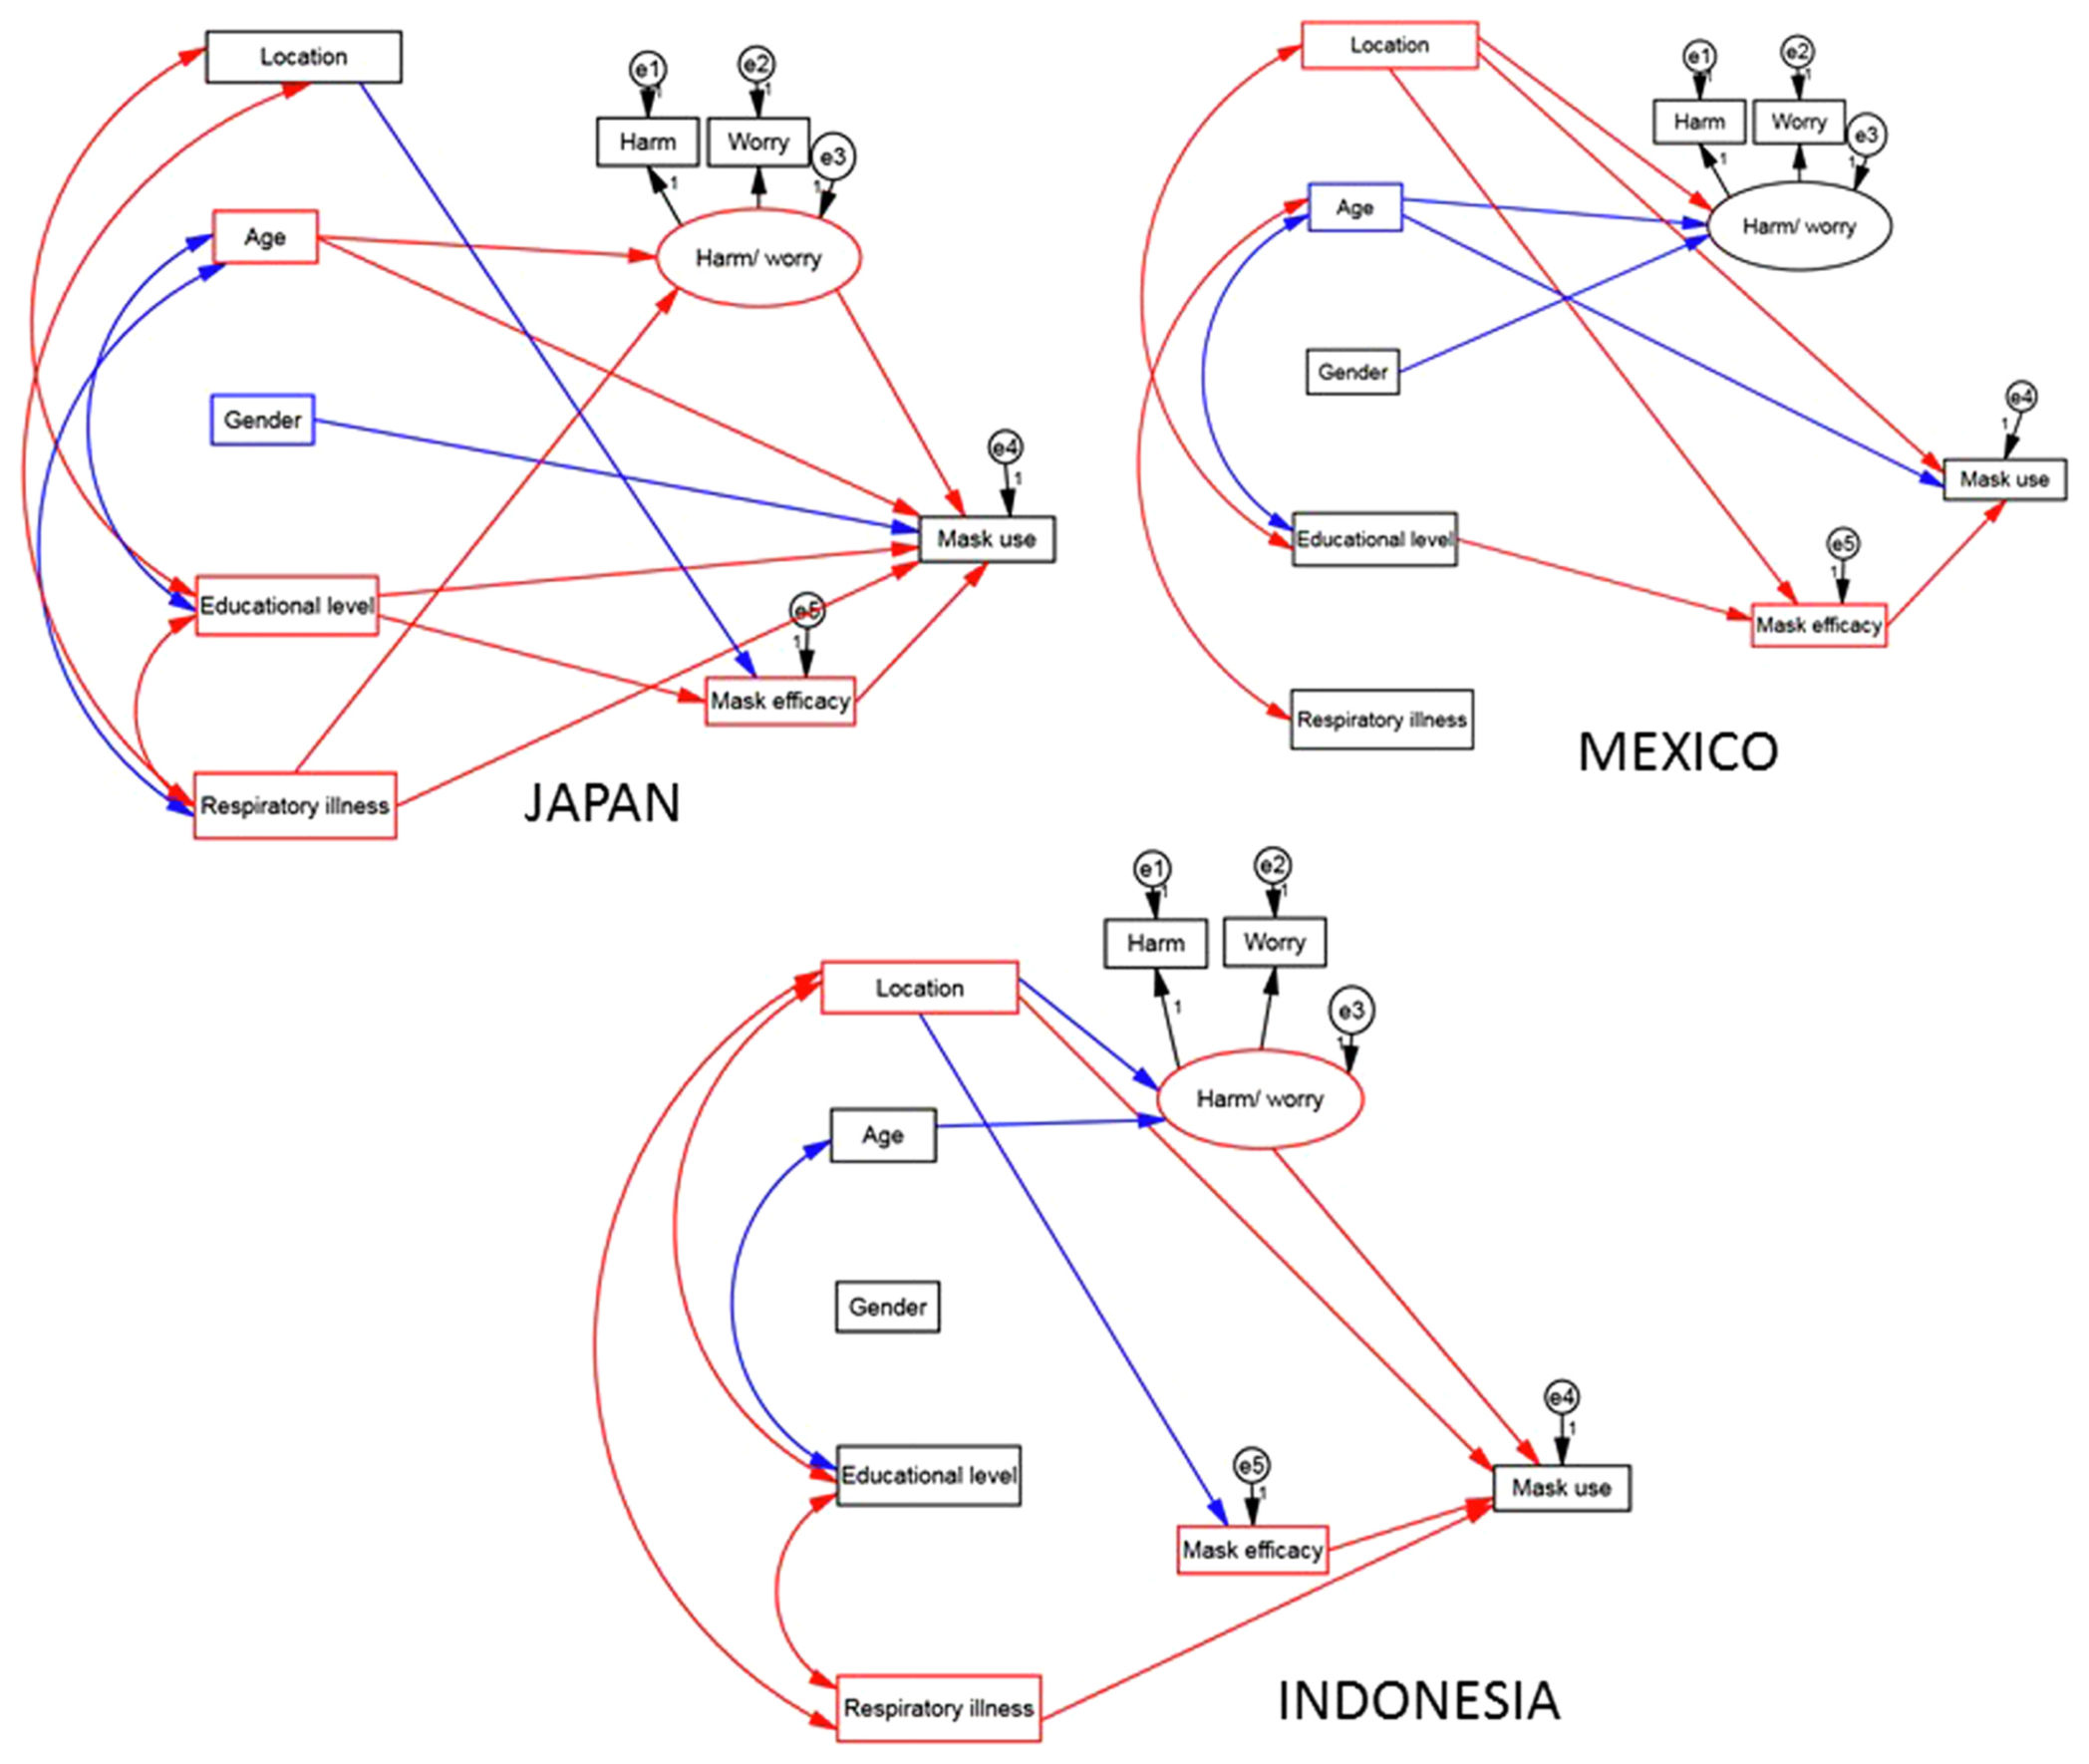 Location
e1
e2
1
1
Harm
Worry
e3
1
1
Age
Harm/ worry
Gender
e4
1
Mask use
Educational level
e5
1
Mask efficacy
Respiratory illness
JAPAN
Location
e1
e2
1
1
Harm
Worry
e3
1
1
Age
Harm/ worry
Gender
e4
1
Mask use
Educational level
e5
1
Mask efficacy
Respiratory illness
MEXICO
e1
e2
1
1
Harm
Worry
Location
e3
1
1
Harm/ worry
Age
Gender
e4
1
Educational level
e5
1
Mask use
Mask efficacy
Respiratory illness
INDONESIA